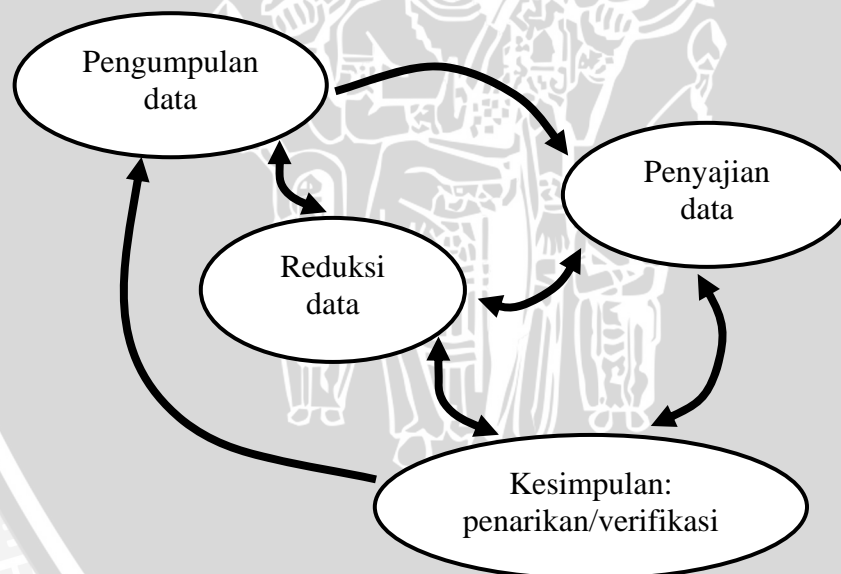 Pengumpulan
data
Penyajian
data
Reduksi
data
Kesimpulan:
penarikan/verifikasi